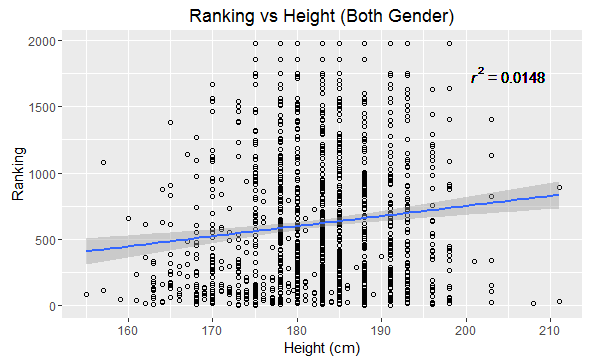 Ranking vs Height (Both Gender)
2000
r² = 0.0148
1500
1000
Ranking
500
0
160 170 180 190 200 210
Height (cm)